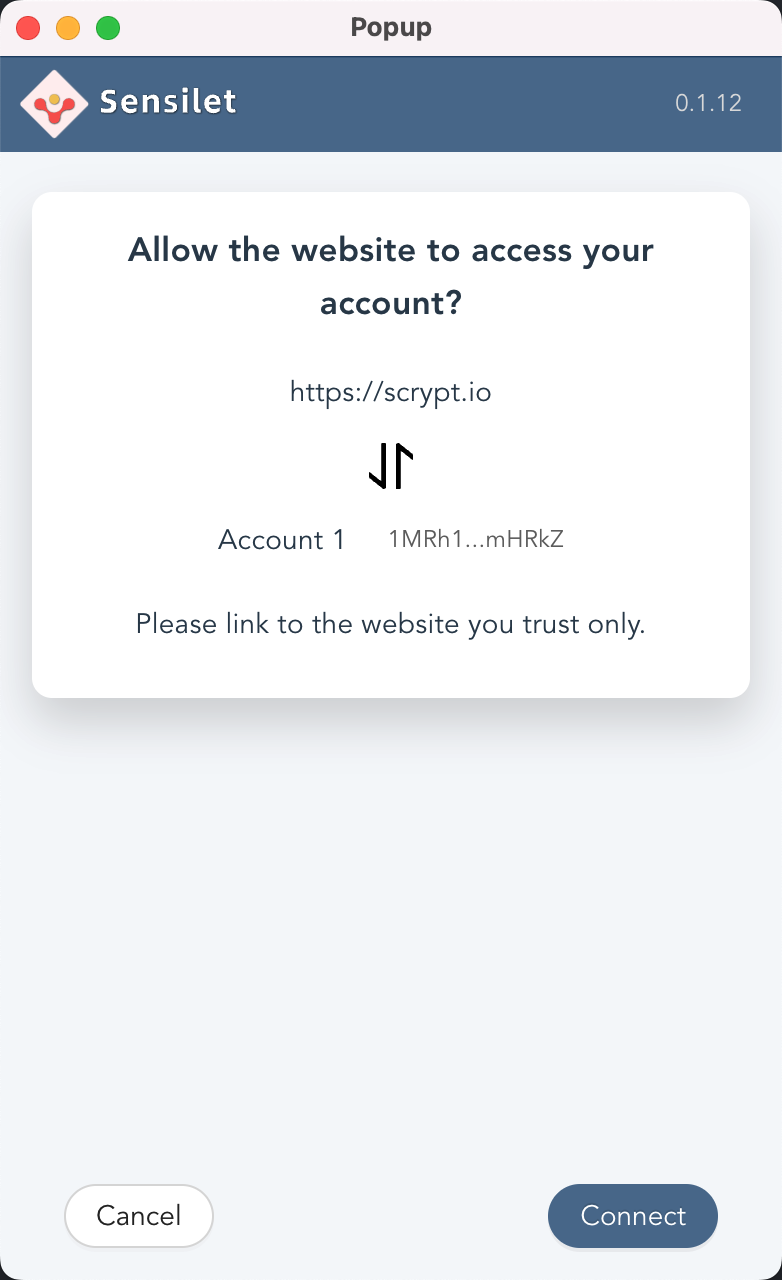 Popup
Sensilet
0.1.12
Allow the website to access your
account?
https://scrypt.io
Account 1 1MRh1...mHRkZ
Please link to the website you trust only.
Cancel
Connect